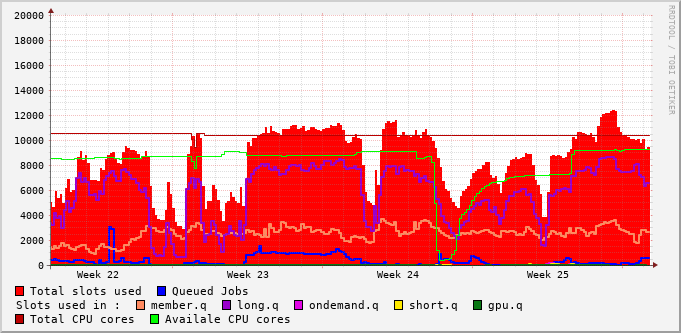 20000
18000
16000
14000
12000
10000
8000
6000
4000
2000
0
Week 22 Week 23 Week 24 Week 25
RRDTOOL / TOBI OETIKER
Total slots used Queued Jobs
Slots used in : member.q long.q ondemand.q short.q gpu.q
Total CPU cores Availale CPU cores